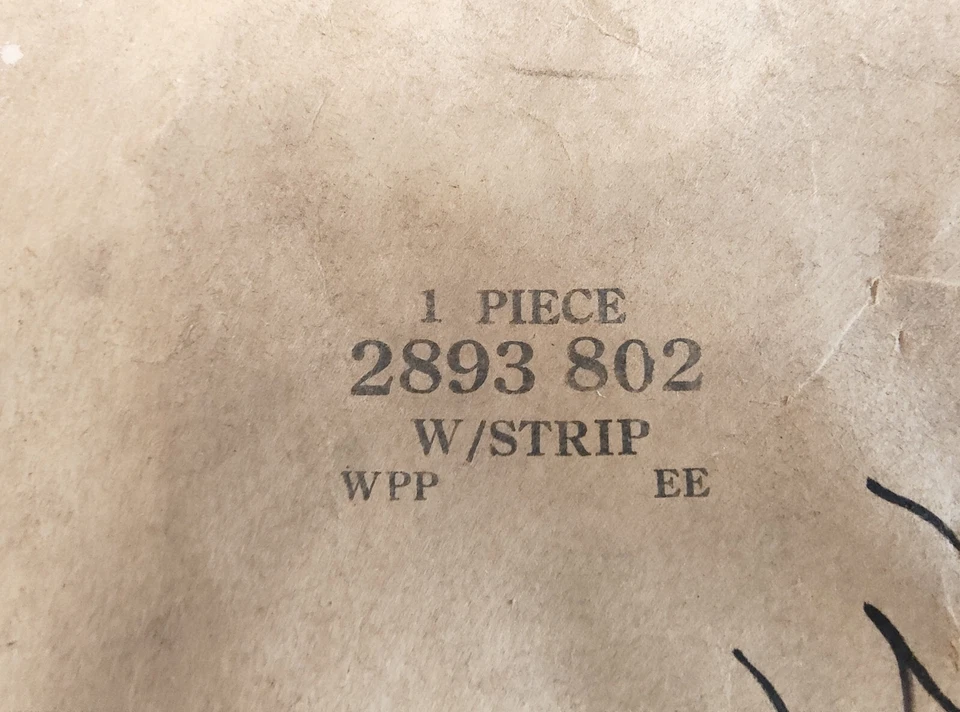 1 PIECE
2893 802
W/STRIP
WPP EE